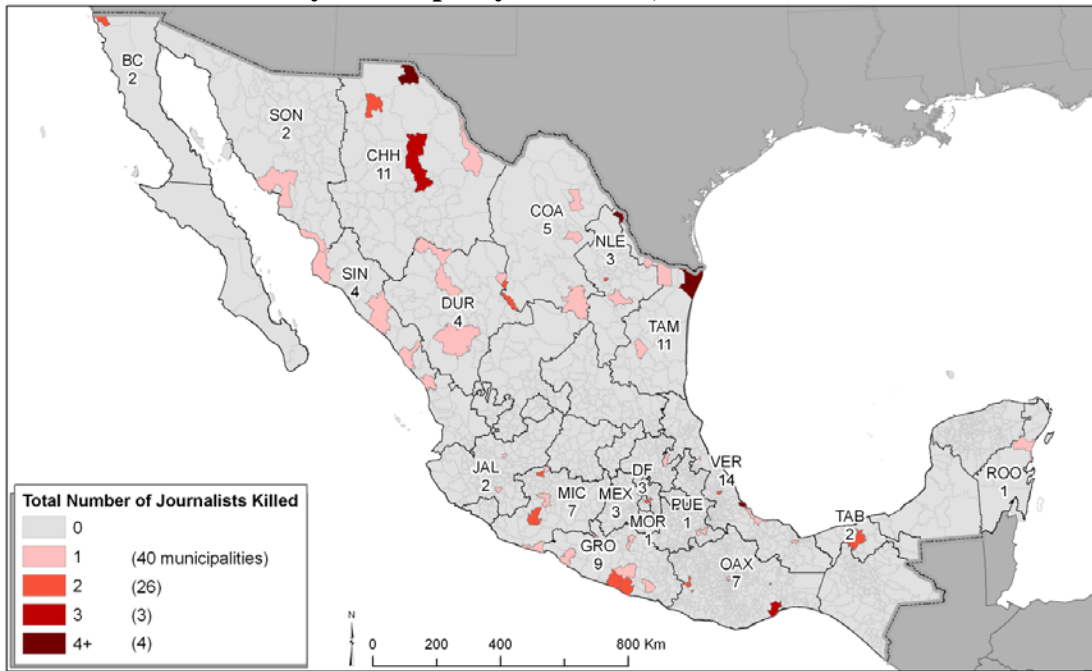 BC
2
SON
2
CHH
11
COA
5
NLE
3
SIN
4
DUR
4
TAM
11
JAL
2
MIC
7
MEX
3
DF
3
MOR
1
PUE
1
VER
14
GRO
9
OAX
7
TAB
2
ROO
1
Total Number of Journalists Killed
0
1 (40 municipalities)
2 (26)
3 (3)
4+ (4)
N
0 200 400 800 Km